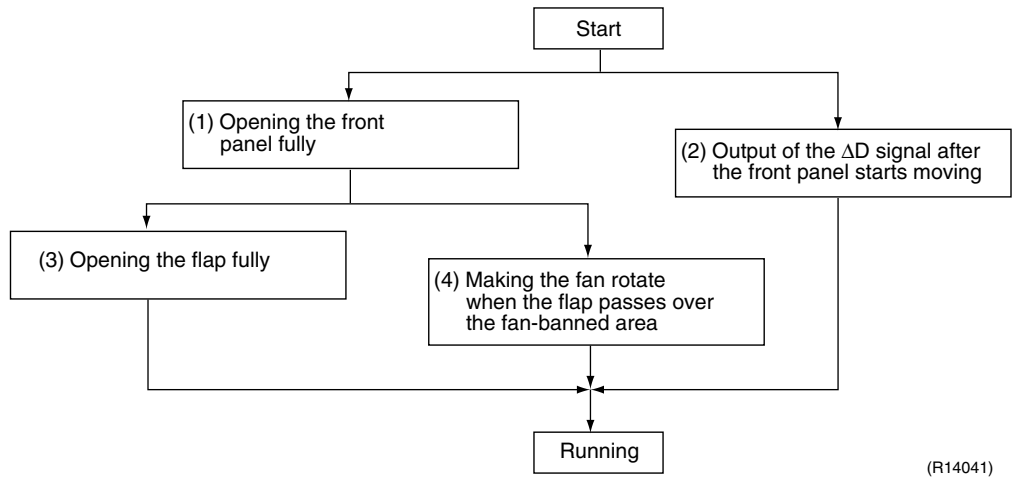 Start
(1) Opening the front
panel fully
(2) Output of the ΔD signal after
the front panel starts moving
(3) Opening the flap fully
(4) Making the fan rotate
when the flap passes over
the fan-banned area
Running
(R14041)